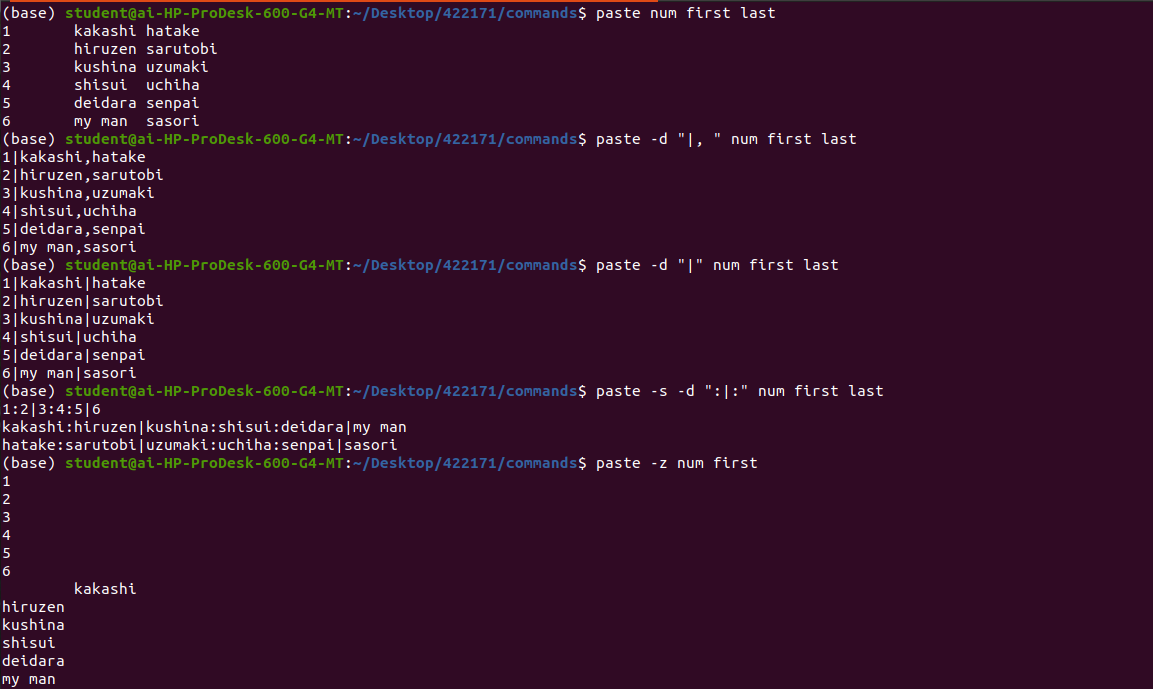 (base) student@ai-HP-ProDesk-600-G4-MT:~/Desktop/422171/commands$ paste num first last
1       kakashi hatake
2       hiruzen sarutobi
3       kushina uzumaki
4       shisui  uchiha
5       deidara senpai
6       my man  sasori
(base) student@ai-HP-ProDesk-600-G4-MT:~/Desktop/422171/commands$ paste -d "|, " num first last
1|kakashi,hatake
2|hiruzen,sarutobi
3|kushina,uzumaki
4|shisui,uchiha
5|deidara,senpai
6|my man,sasori
(base) student@ai-HP-ProDesk-600-G4-MT:~/Desktop/422171/commands$ paste -d "|" num first last
1|kakashi|hatake
2|hiruzen|sarutobi
3|kushina|uzumaki
4|shisui|uchiha
5|deidara|senpai
6|my man|sasori
(base) student@ai-HP-ProDesk-600-G4-MT:~/Desktop/422171/commands$ paste -s -d ":|:" num first last
1:2|3:4:5|6
kakashi:hiruzen|kushina:shisui:deidara|my man
hatake:sarutobi|uzumaki:uchiha:senpai|sasori
(base) student@ai-HP-ProDesk-600-G4-MT:~/Desktop/422171/commands$ paste -z num first
1
2
3
4
5
6
        kakashi
hiruzen
kushina
shisui
deidara
my man